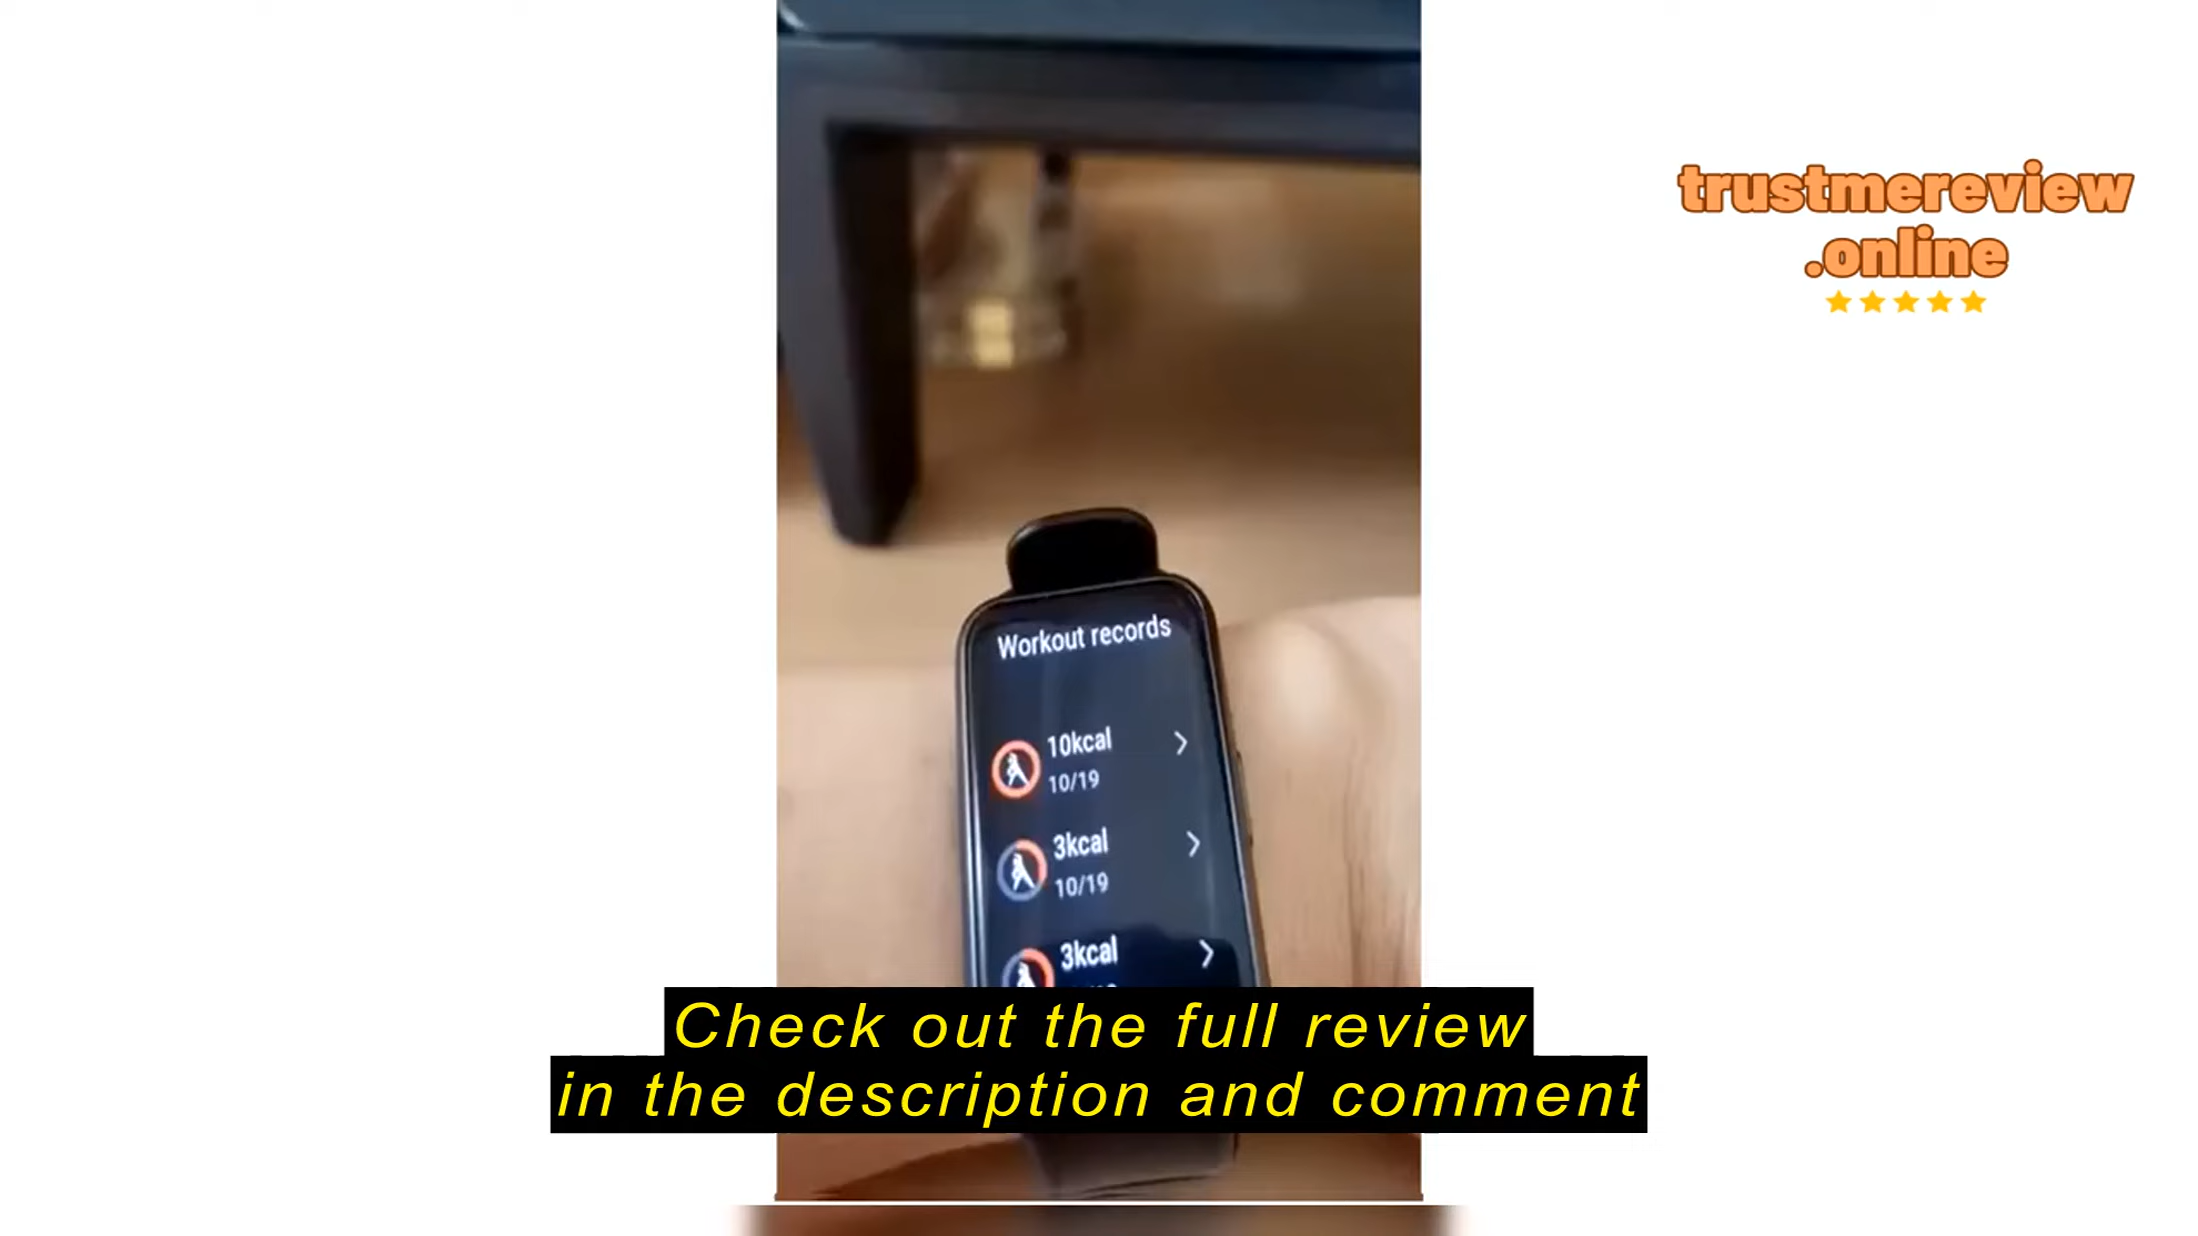 trustmereview
.online
Workout records
10kcal
10/19
3kcal
10/19
3kcal
Check out the full review
in the description and comment